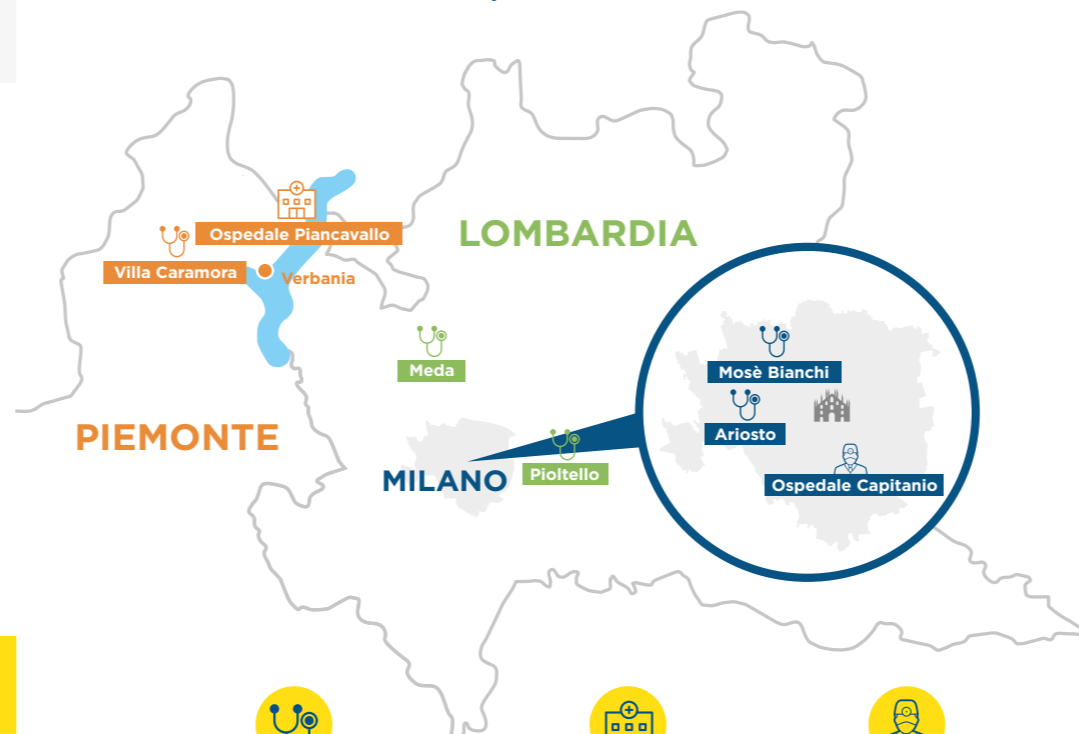 LOMBARDIA
Ospedale Piancavallo
Villa Caramora
Verbania
Meda
Mosè Bianchi
Ariosto
PIEMONTE
MILANO
Pioltello
Ospedale Capitanio